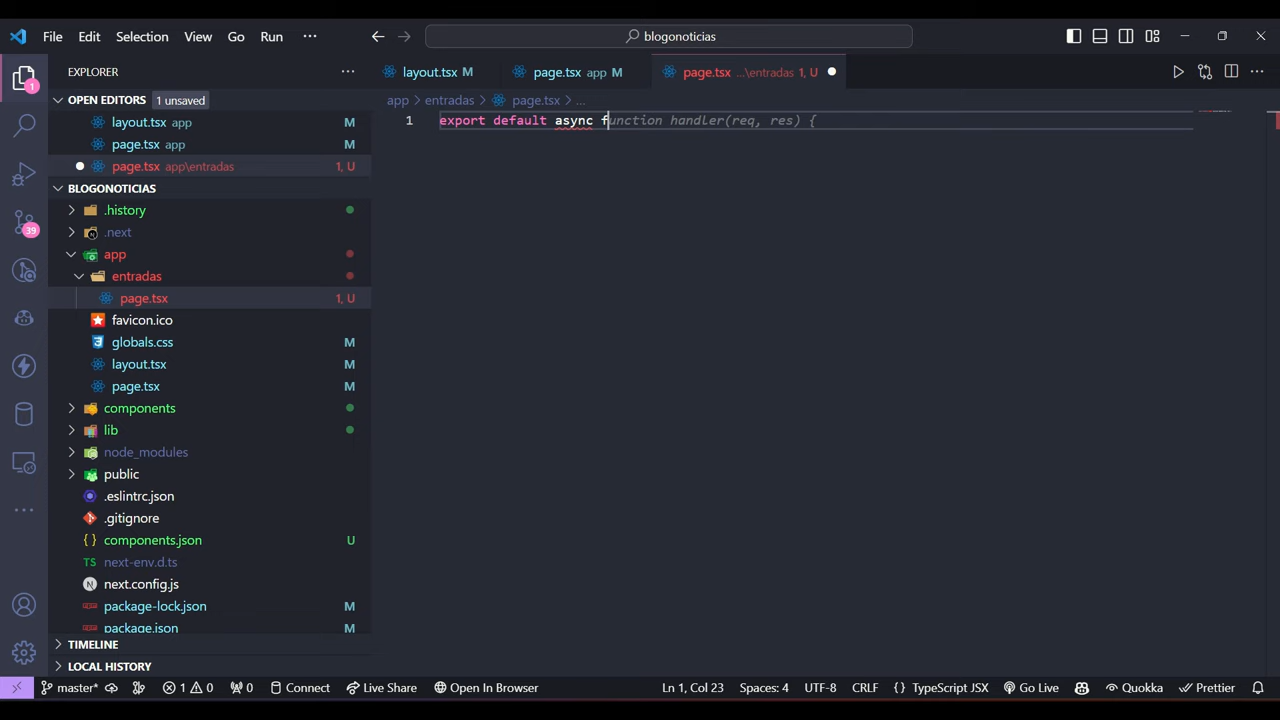 File Edit Selection View Go Run ··· blogonoticias
EXPLORER ···
layout.tsx M page.tsx app M page.tsx ...\entradas 1, U
OPEN EDITORS 1 unsaved
app entradas page.tsx ...
layout.tsx app M
1 export default async function handler(req, res) {
page.tsx app M
page.tsx app\entradas 1, U
BLOGONOTICIAS
.history
.next
app
entradas
page.tsx 1, U
favicon.ico
globals.css M
layout.tsx M
page.tsx M
components
lib
node_modules
public
.eslintrc.json
.gitignore
components.json U
next-env.d.ts
next.config.js
package-lock.json M
package.json M
TIMELINE
LOCAL HISTORY
1
39
master* 1 0 0 Connect Live Share Open In Browser Ln 1, Col 23 Spaces: 4 UTF-8 CRLF { } TypeScript JSX Go Live Quokka Prettier